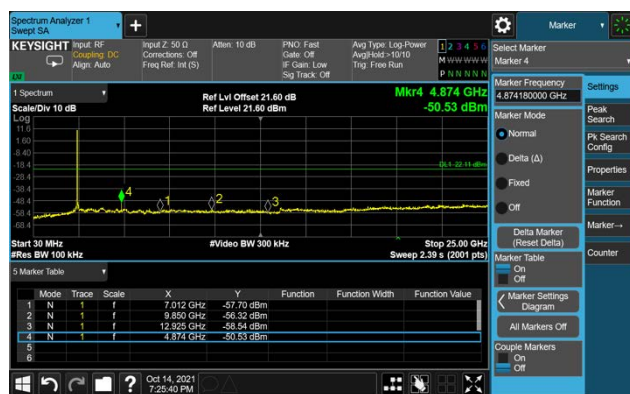 Spectrum Analyzer 1
Swept SA
Marker
KEYSIGHT
Input: RF
Coupling: DC
Align: Auto
Input Z: 50 Ω
Corrections: Off
Freq Ref: Int (S)
Atten: 10 dB
PNO: Fast
Gate: Off
IF Gain: Low
Sig Track: Off
Avg Type: Log-Power
Avg|Hold:>10/10
Trig: Free Run
1 2 3 4 5 6
M W W W W W
P N N N N N
Select Marker
Marker 4
1 Spectrum
Scale/Div 10 dB
Ref Lvl Offset 21.60 dB
Ref Level 21.60 dBm
Mkr4 4.874 GHz
-50.53 dBm
Log
11.6
1.60
-8.40
-18.4
-28.4
-38.4
-48.4
-58.4
-68.4
DL1 -22.11 dBm
4
1
2
3
Start 30 MHz
#Res BW 100 kHz
#Video BW 300 kHz
Stop 25.00 GHz
Sweep 2.39 s (2001 pts)
5 Marker Table
Mode Trace Scale X Y Function Function Width Function Value
1 N 1 f 7.012 GHz -57.70 dBm
2 N 1 f 9.850 GHz -56.32 dBm
3 N 1 f 12.925 GHz -58.54 dBm
4 N 1 f 4.874 GHz -50.53 dBm
5
6
Marker Frequency
4.874180000 GHz
Marker Mode
Normal
Delta (Δ)
Fixed
Off
Delta Marker
(Reset Delta)
Marker Table
On
Off
Marker Settings
Diagram
All Markers Off
Couple Markers
On
Off
Settings
Peak
Search
Pk Search
Config
Properties
Marker
Function
Marker→
Counter
?
Oct 14, 2021
7:25:40 PM